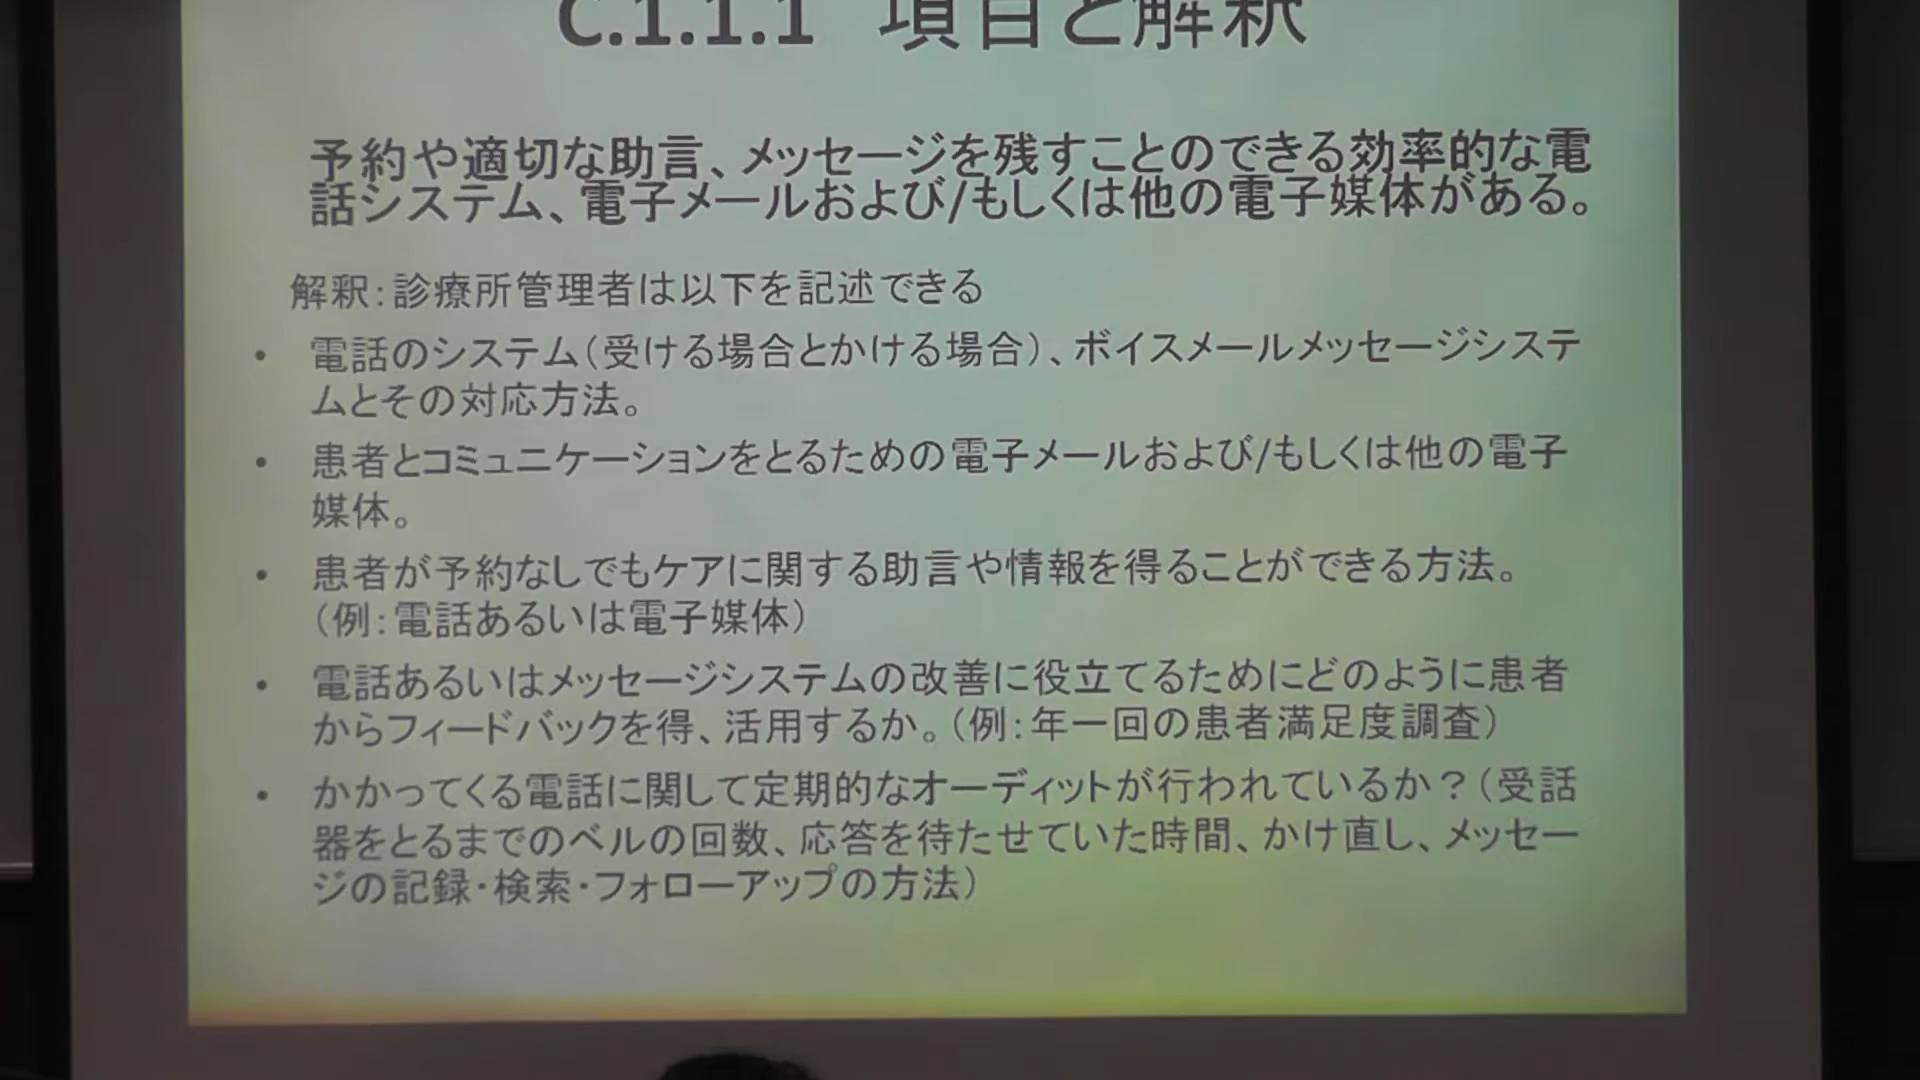 C.1.1.1 項目と解釈
予約や適切な助言、メッセージを残すことのできる効率的な電
話システム、電子メールおよび/もしくは他の電子媒体がある。
解釈：診療所管理者は以下を記述できる
• 電話のシステム（受ける場合とかける場合）、ボイスメールメッセージシステ
ムとその対応方法。
• 患者とコミュニケーションをとるための電子メールおよび/もしくは他の電子
媒体。
• 患者が予約なしでもケアに関する助言や情報を得ることができる方法。
（例：電話あるいは電子媒体）
• 電話あるいはメッセージシステムの改善に役立てるためにどのように患者
からフィードバックを得、活用するか。（例：年一回の患者満足度調査）
• かかってくる電話に関して定期的なオーディットが行われているか？（受話
器をとるまでのベルの回数、応答を待たせていた時間、かけ直し、メッセー
ジの記録・検索・フォローアップの方法）